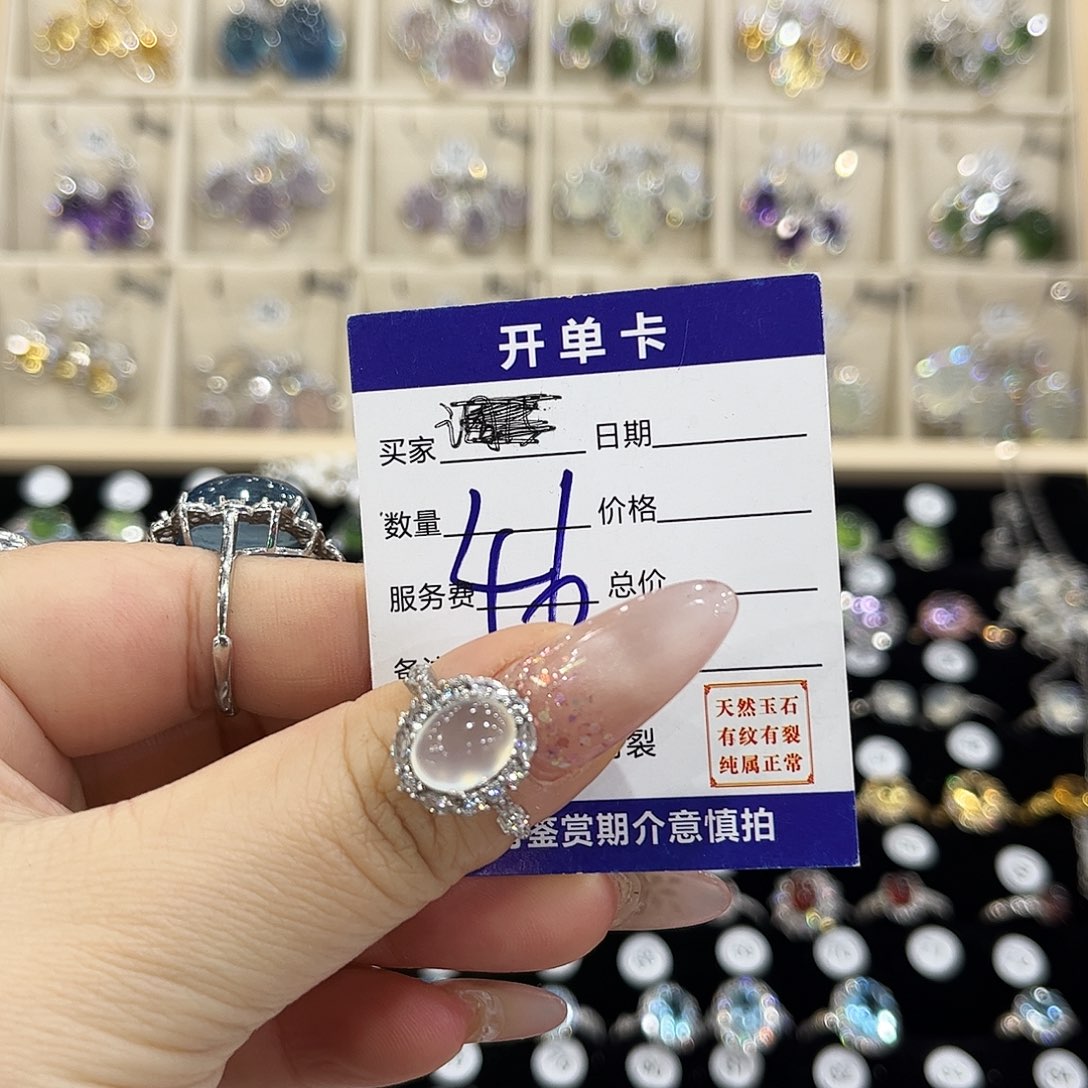 开单卡
买家 日期
数量 价格
46
服务费 总价
裂
天然玉石
有纹有裂
纯属正常
鉴赏期介意慎拍